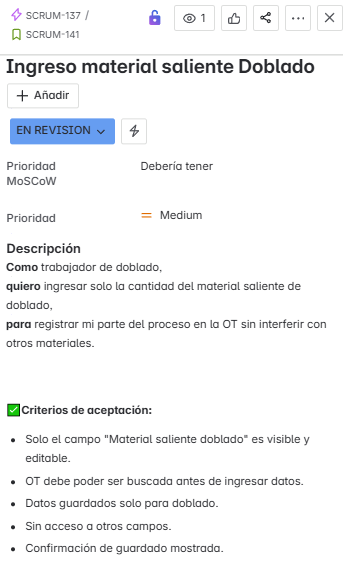 SCRUM-137 /
SCRUM-141
1
Ingreso material saliente Doblado
Añadir
EN REVISION
Prioridad
MoSCoW
Debería tener
Prioridad
Medium
Descripción
Como trabajador de doblado,
quiero ingresar solo la cantidad del material saliente de
doblado,
para registrar mi parte del proceso en la OT sin interferir con
otros materiales.
✅Criterios de aceptación:
• Solo el campo "Material saliente doblado" es visible y
editable.
• OT debe poder ser buscada antes de ingresar datos.
• Datos guardados solo para doblado.
• Sin acceso a otros campos.
• Confirmación de guardado mostrada.